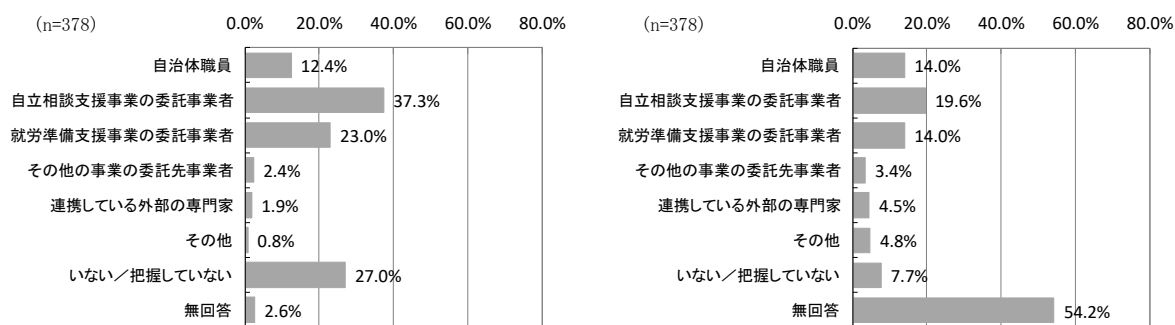 (n=378)
0.0% 20.0% 40.0% 60.0% 80.0%
自治体職員 12.4%
自立相談支援事業の委託事業者 37.3%
就労準備支援事業の委託事業者 23.0%
その他の事業の委託先事業者 2.4%
連携している外部の専門家 1.9%
その他 0.8%
いない／把握していない 27.0%
無回答 2.6%
(n=378)
0.0% 20.0% 40.0% 60.0% 80.0%
自治体職員 14.0%
自立相談支援事業の委託事業者 19.6%
就労準備支援事業の委託事業者 14.0%
その他の事業の委託先事業者 3.4%
連携している外部の専門家 4.5%
その他 4.8%
いない／把握していない 7.7%
無回答 54.2%